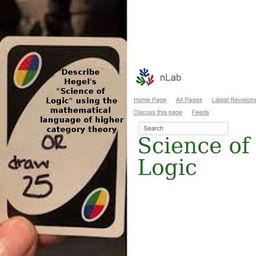 Describe
Hegel's
"Science of
Logic" using the
mathematical
language of higher
category theory
OR
draw
25
nLab
Home Page All Pages Latest Revisions
Discuss this page Feeds
Search
Science of
Logic